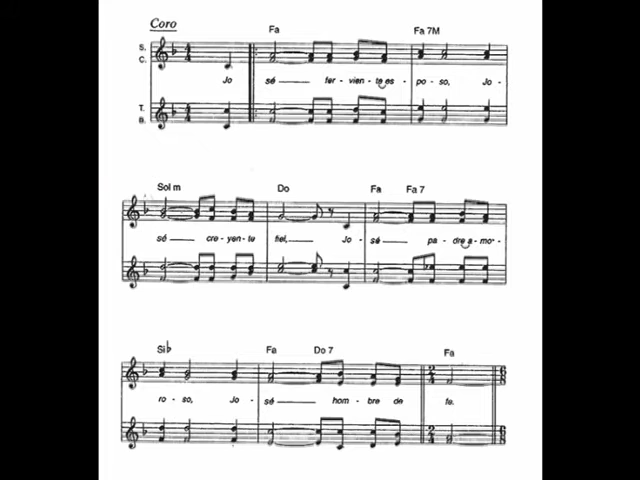 Coro
Fa Fa 7M
S.
C.
Jo sé fer - vien - te es - po - so, Jo -
T.
B.
Sol m Do Fa Fa 7
sé cre - yen - te fiel, Jo - sé pa - dre a - mo -
Si♭ Fa Do 7 Fa
ro - so, Jo - sé hom - bre de fe.